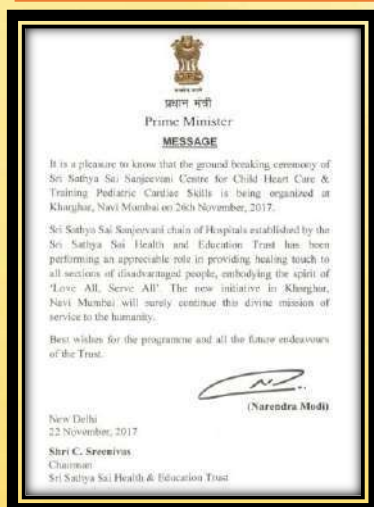 प्रधान मंत्री
Prime Minister
MESSAGE
It is a pleasure to know that the ground breaking ceremony of
Sri Sathya Sai Sanjeevani Centre for Child Heart Care &
Training Pediatric Cardiac Skills is being organized at
Kharghar, Navi Mumbai on 26th November, 2017.
Sri Sathya Sai Sanjeevani chain of Hospitals established by the
Sri Sathya Sai Health and Education Trust has been
performing an appreciable role in providing healing touch to
all sections of disadvantaged people, embodying the spirit of
'Love All, Serve All'. The new initiative in Kharghar,
Navi Mumbai will surely continue this divine mission of
service to the humanity.
Best wishes for the programme and all the future endeavours
of the Trust.
(Narendra Modi)
New Delhi
22 November, 2017
Shri C. Sreenivas
Chairman
Sri Sathya Sai Health & Education Trust